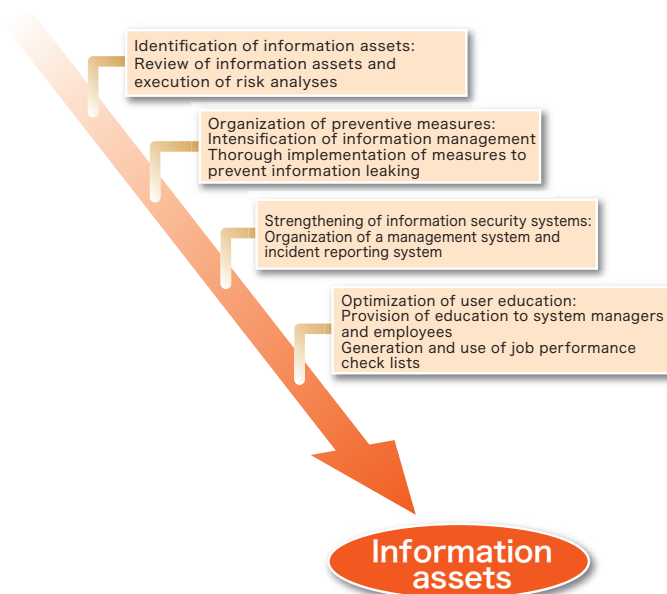 Identification of information assets:
Review of information assets and
execution of risk analyses
Organization of preventive measures:
Intensification of information management
Thorough implementation of measures to
prevent information leaking
Strengthening of information security systems:
Organization of a management system and
incident reporting system
Optimization of user education:
Provision of education to system managers
and employees
Generation and use of job performance
check lists
Information
assets